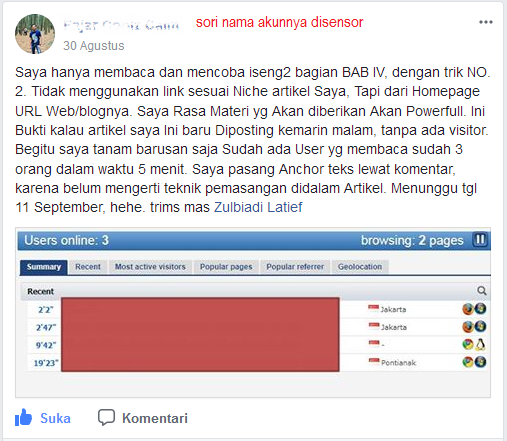 sori nama akunnya disensor
30 Agustus
Saya hanya membaca dan mencoba iseng2 bagian BAB IV, dengan trik NO.
2. Tidak menggunakan link sesuai Niche artikel Saya, Tapi dari Homepage
URL Web/blognya. Saya Rasa Materi yg Akan diberikan Akan Powerfull. Ini
Bukti kalau artikel saya Ini baru Diposting kemarin malam, tanpa ada visitor.
Begitu saya tanam barusan saja Sudah ada User yg membaca sudah 3
orang dalam waktu 5 menit. Saya pasang Anchor teks lewat komentar,
karena belum mengerti teknik pemasangan didalam Artikel. Menunggu tgl
11 September, hehe. trims mas Zulbiadi Latief
Users online: 3 browsing: 2 pages
Summary Recent Most active visitors Popular pages Popular referrer Geolocation
Recent
2'2" Jakarta
2'47" Jakarta
9'42" -
19'23" Pontianak
Suka Komentari